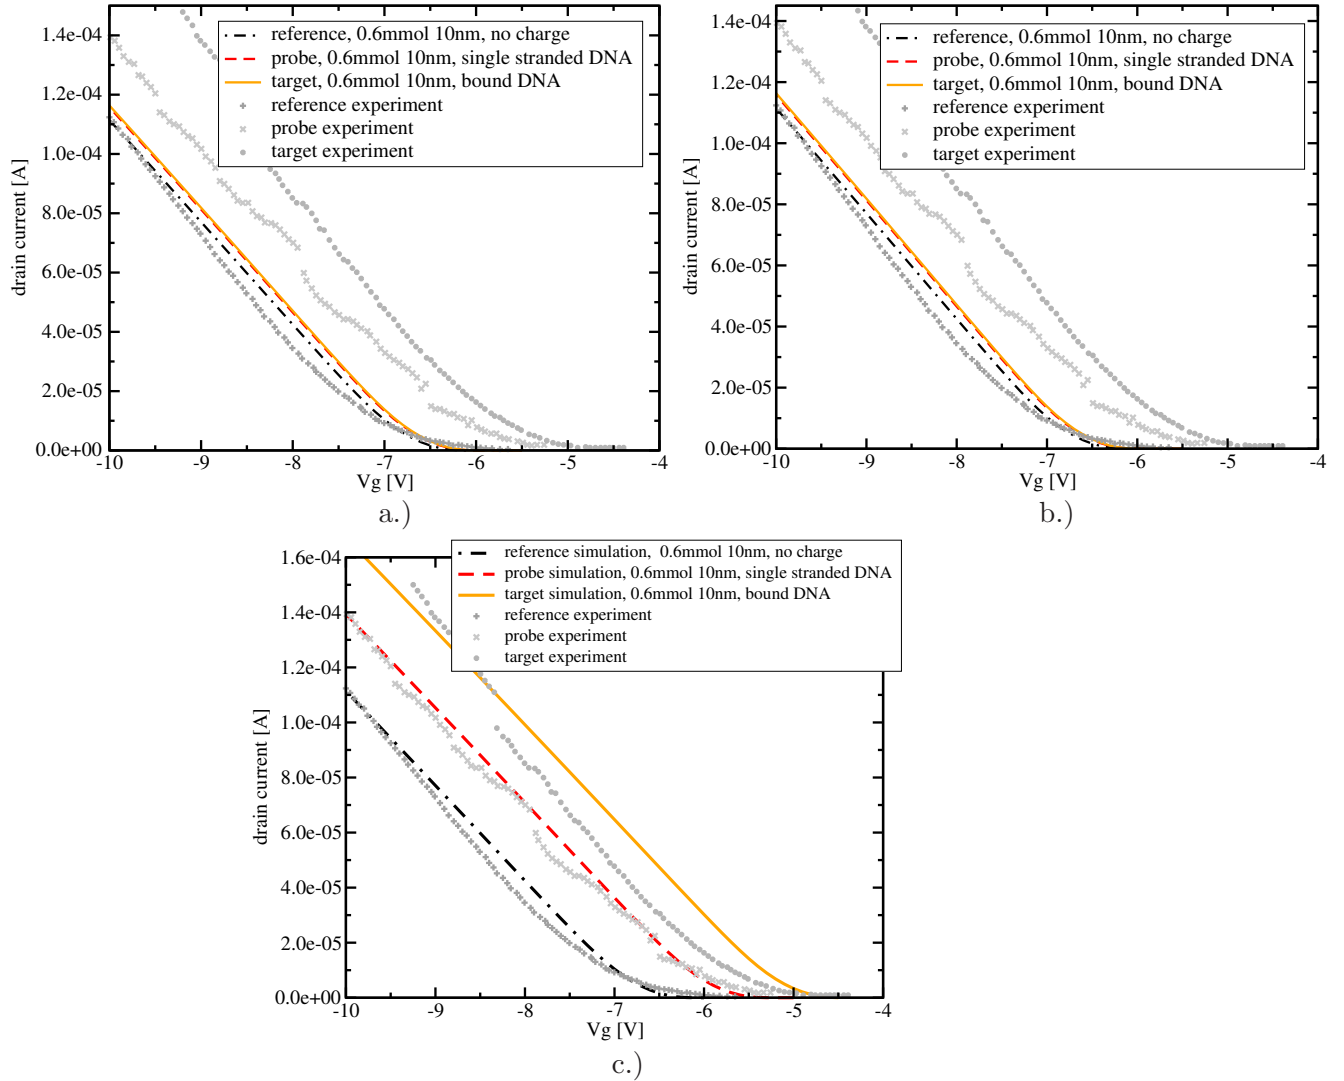 1.4e-04
1.2e-04
1.0e-04
8.0e-05
6.0e-05
4.0e-05
2.0e-05
0.0e+00
drain current [A]
-10
-9
-8
-7
-6
-5
-4
Vg [V]
reference, 0.6mmol 10nm, no charge
probe, 0.6mmol 10nm, single stranded DNA
target, 0.6mmol 10nm, bound DNA
reference experiment
probe experiment
target experiment
a.)
1.4e-04
1.2e-04
1.0e-04
8.0e-05
6.0e-05
4.0e-05
2.0e-05
0.0e+00
drain current [A]
-10
-9
-8
-7
-6
-5
-4
Vg [V]
reference, 0.6mmol 10nm, no charge
probe, 0.6mmol 10nm, single stranded DNA
target, 0.6mmol 10nm, bound DNA
reference experiment
probe experiment
target experiment
b.)
1.6e-04
1.4e-04
1.2e-04
1.0e-04
8.0e-05
6.0e-05
4.0e-05
2.0e-05
0.0e+00
drain current [A]
-10
-9
-8
-7
-6
-5
-4
Vg [V]
reference simulation, 0.6mmol 10nm, no charge
probe simulation, 0.6mmol 10nm, single stranded DNA
target simulation, 0.6mmol 10nm, bound DNA
reference experiment
probe experiment
target experiment
c.)